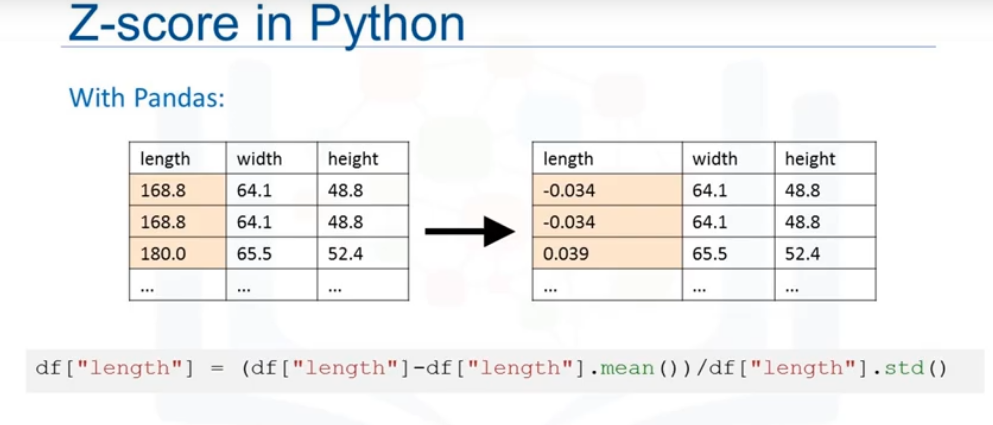 Z-score in Python
With Pandas:
length width height
168.8 64.1 48.8
168.8 64.1 48.8
180.0 65.5 52.4
... ... ...
length width height
-0.034 64.1 48.8
-0.034 64.1 48.8
0.039 65.5 52.4
... ... ...
df["length"] = (df["length"]-df["length"].mean())/df["length"].std()